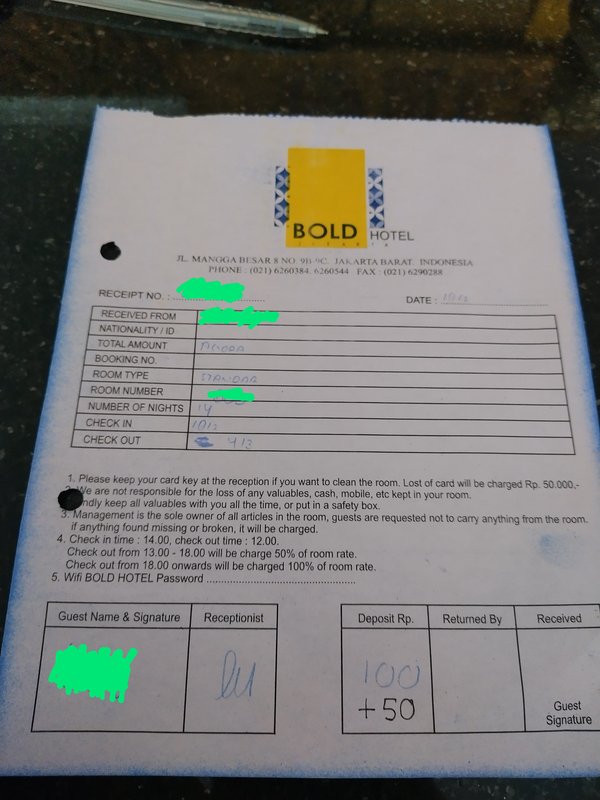 BOLD HOTEL
JL. MANGGA BESAR 8 NO. 9B-9C. JAKARTA BARAT. INDONESIA
PHONE : (021) 6260384. 6260544 FAX : (021) 6290288
RECEIPT NO. :
DATE :
RECEIVED FROM
NATIONALITY / ID
TOTAL AMOUNT AGODA
BOOKING NO.
ROOM TYPE STANDAR
ROOM NUMBER
NUMBER OF NIGHTS 14
CHECK IN
CHECK OUT 4/3
1. Please keep your card key at the reception if you want to clean the room. Lost of card will be charged Rp. 50.000,-
We are not responsible for the loss of any valuables, cash, mobile, etc kept in your room.
ndly keep all valuables with you all the time, or put in a safety box.
3. Management is the sole owner of all articles in the room, guests are requested not to carry anything from the room.
if anything found missing or broken, it will be charged.
4. Check in time : 14.00, check out time : 12.00.
Check out from 13.00 - 18.00 will be charge 50% of room rate.
Check out from 18.00 onwards will be charged 100% of room rate.
5. Wifi BOLD HOTEL Password
Guest Name & Signature Receptionist
Deposit Rp. Returned By Received
100
+50
Guest
Signature